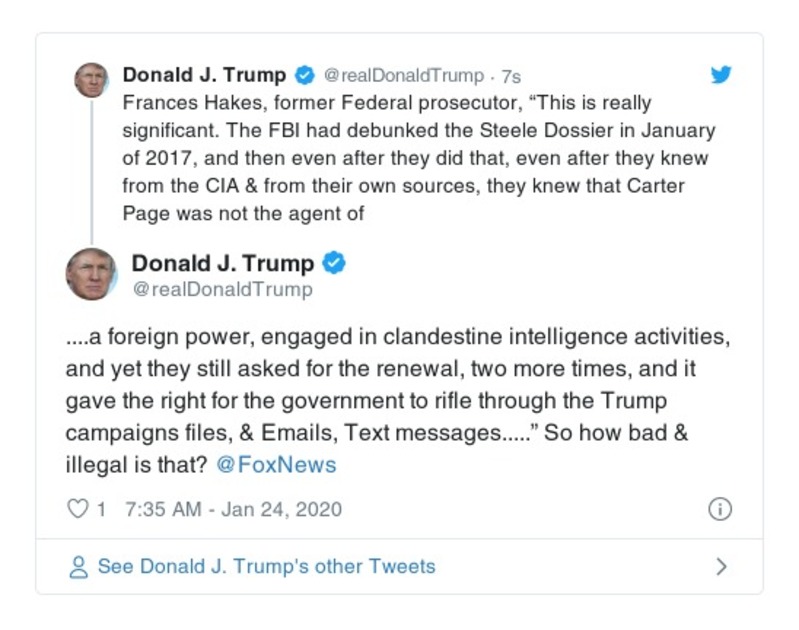 Donald J. Trump @realDonaldTrump · 7s
Frances Hakes, former Federal prosecutor, “This is really
significant. The FBI had debunked the Steele Dossier in January
of 2017, and then even after they did that, even after they knew
from the CIA & from their own sources, they knew that Carter
Page was not the agent of
Donald J. Trump
@realDonaldTrump
....a foreign power, engaged in clandestine intelligence activities,
and yet they still asked for the renewal, two more times, and it
gave the right for the government to rifle through the Trump
campaigns files, & Emails, Text messages.....” So how bad &
illegal is that? @FoxNews
1 7:35 AM - Jan 24, 2020
See Donald J. Trump's other Tweets